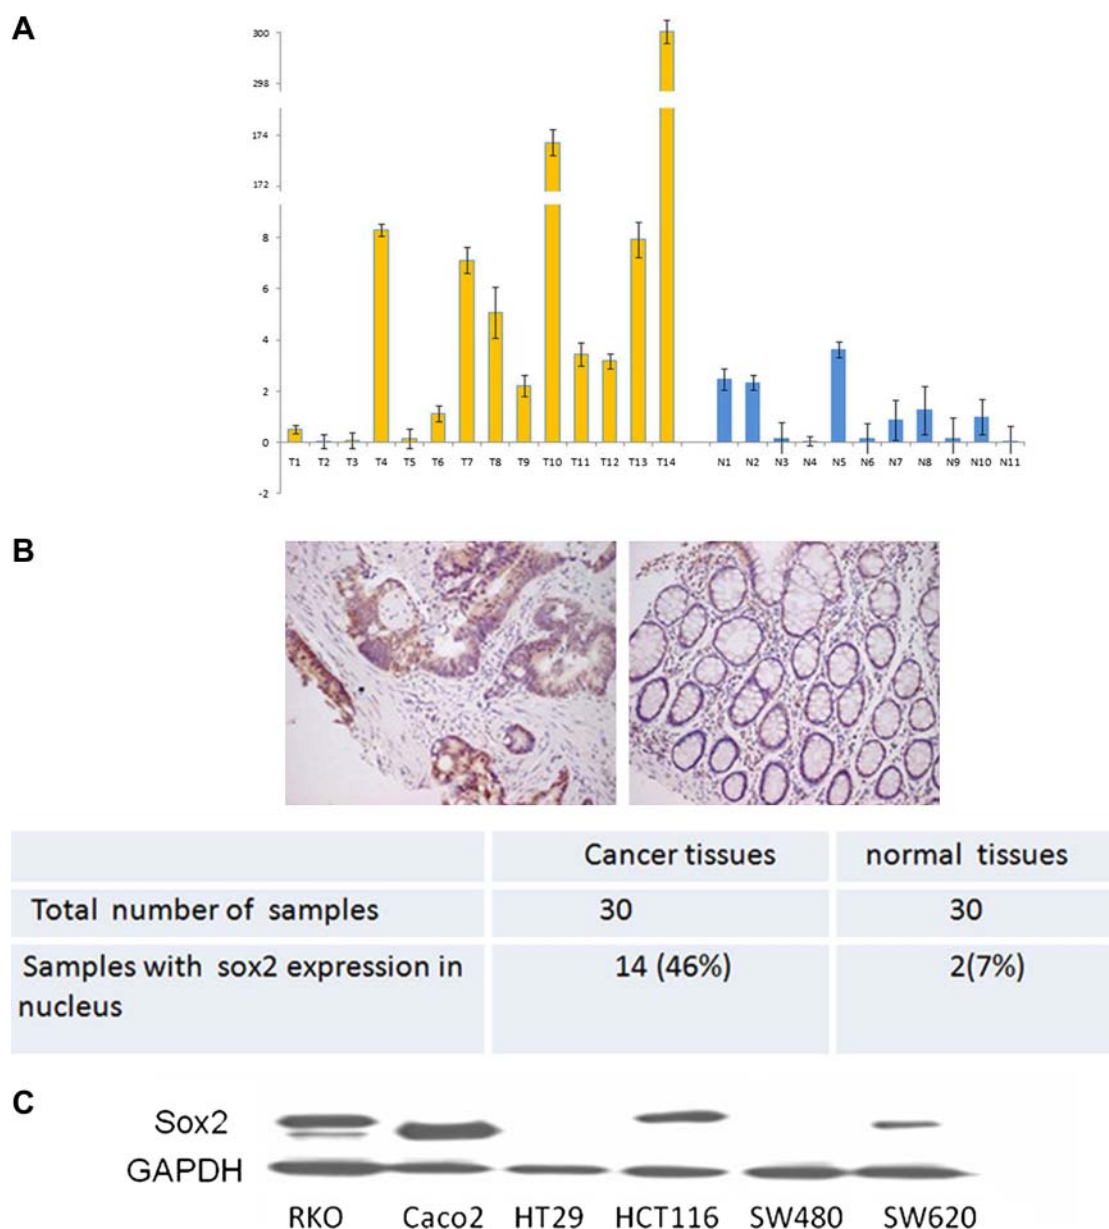 A
300
298
174
172
8
6
4
2
0
-2
T1 T2 T3 T4 T5 T6 T7 T8 T9 T10 T11 T12 T13 T14 N1 N2 N3 N4 N5 N6 N7 N8 N9 N10 N11
B
Cancer tissues normal tissues
Total number of samples 30 30
Samples with sox2 expression in 14 (46%) 2(7%)
nucleus
C
Sox2
GAPDH
RKO Caco2 HT29 HCT116 SW480 SW620